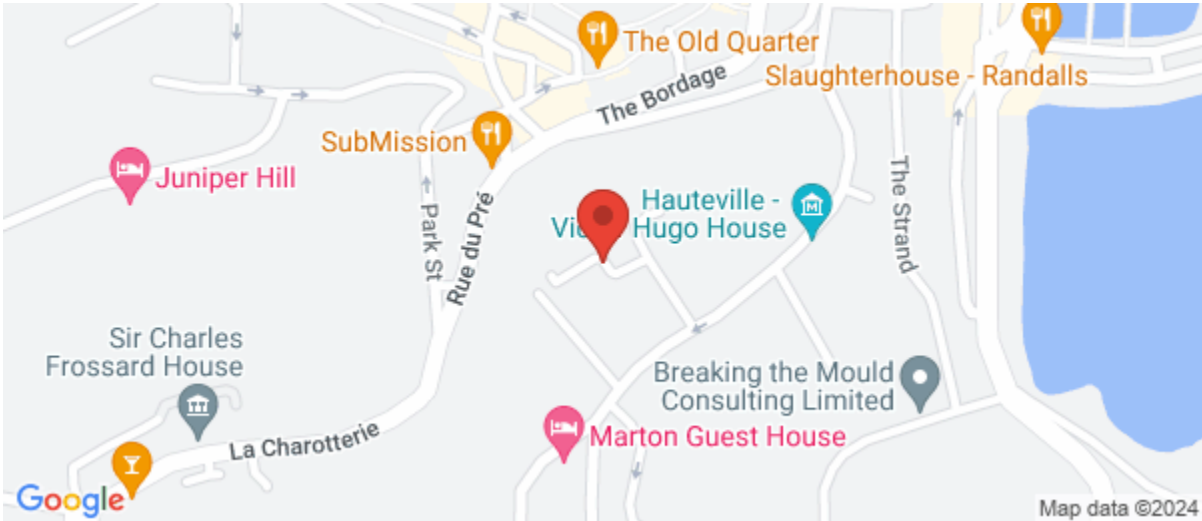 The Old Quarter
The Bordage
Slaughterhouse - Randalls
SubMission
Juniper Hill
Park St
Rue du Pré
Hauteville -
Hugo House
The Strand
Sir Charles
Frossard House
Breaking the Mould
Consulting Limited
La Charotterie
Marton Guest House
Google
Map data ©2024